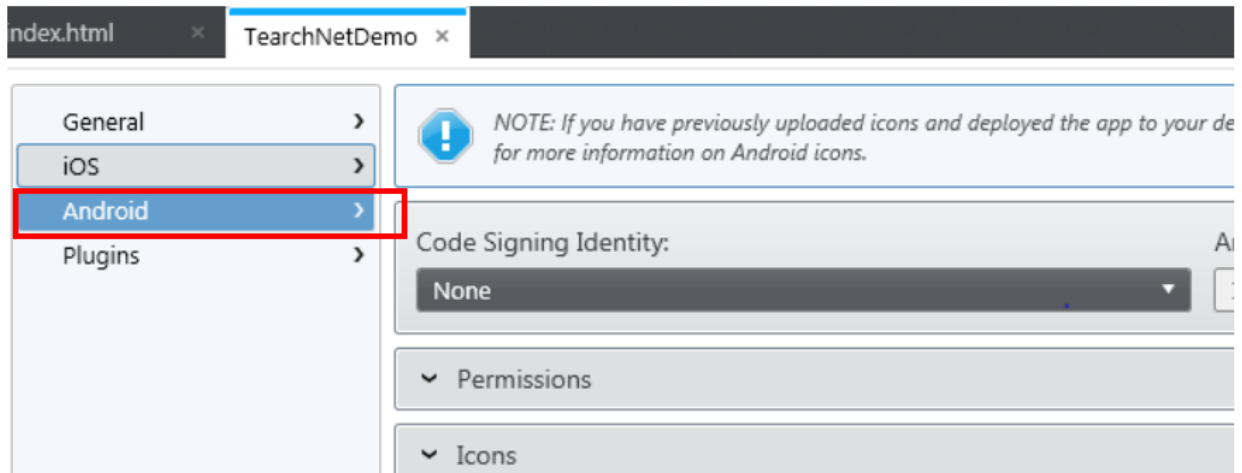 index.html × TearchNetDemo ×
General
iOS
Android
Plugins
NOTE: If you have previously uploaded icons and deployed the app to your
for more information on Android icons.
Code Signing Identity:
None
Permissions
Icons